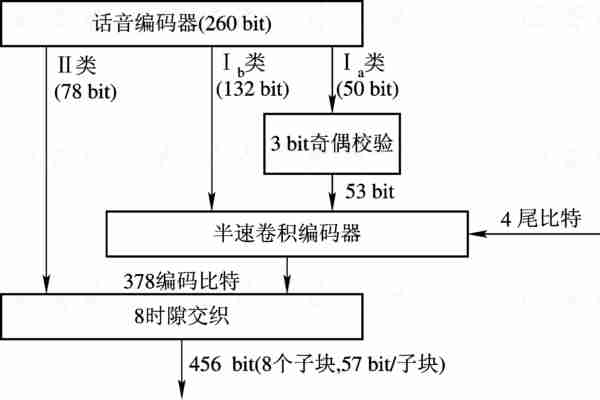 话音编码器(260 bit)
Ⅱ类
(78 bit)
Ⅰb类
(132 bit)
Ⅰa类
(50 bit)
3 bit奇偶校验
53 bit
4 尾比特
半速卷积编码器
378编码比特
8时隙交织
456 bit(8个子块,57 bit/子块)